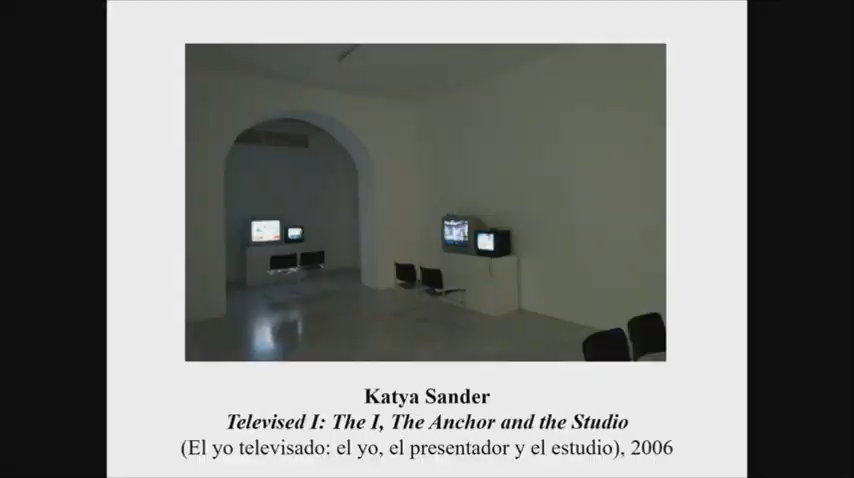 Katya Sander
Televised I: The I, The Anchor and the Studio
(El yo televisado: el yo, el presentador y el estudio), 2006